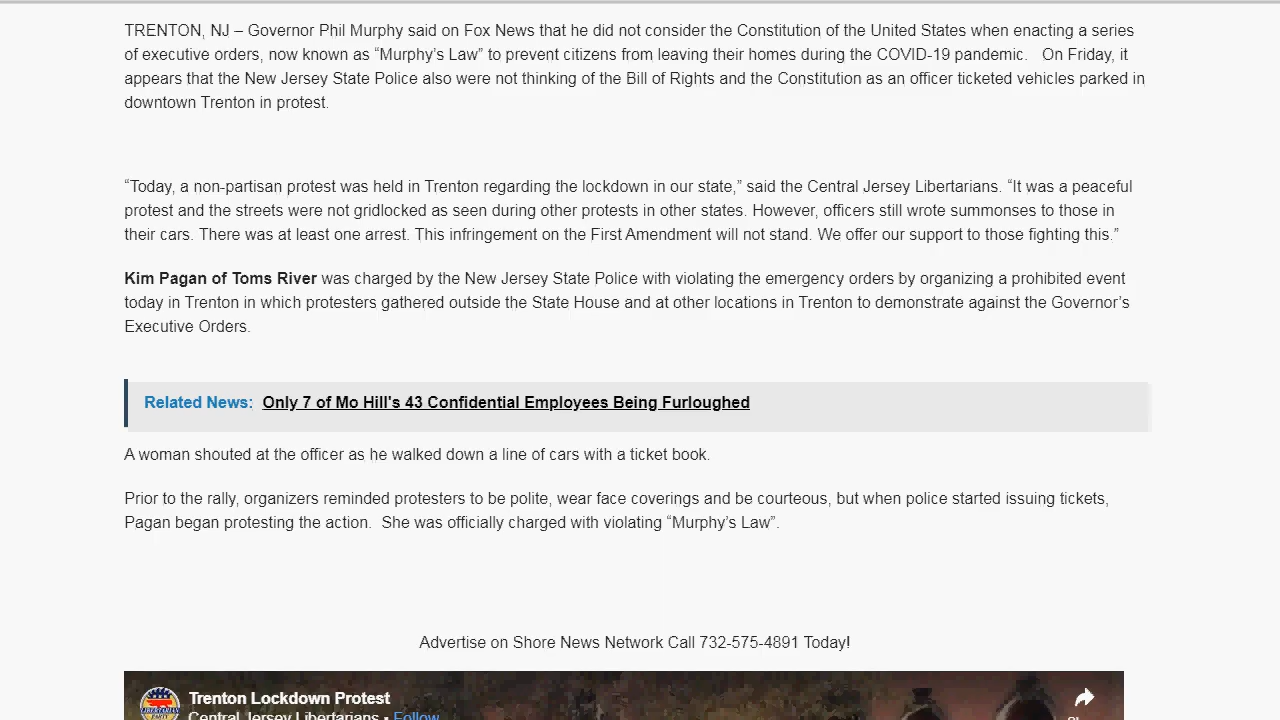 TRENTON, NJ – Governor Phil Murphy said on Fox News that he did not consider the Constitution of the United States when enacting a series
of executive orders, now known as “Murphy’s Law” to prevent citizens from leaving their homes during the COVID-19 pandemic.   On Friday, it
appears that the New Jersey State Police also were not thinking of the Bill of Rights and the Constitution as an officer ticketed vehicles parked in
downtown Trenton in protest.
“Today, a non-partisan protest was held in Trenton regarding the lockdown in our state,” said the Central Jersey Libertarians. “It was a peaceful
protest and the streets were not gridlocked as seen during other protests in other states. However, officers still wrote summonses to those in
their cars. There was at least one arrest. This infringement on the First Amendment will not stand. We offer our support to those fighting this.”
Kim Pagan of Toms River was charged by the New Jersey State Police with violating the emergency orders by organizing a prohibited event
today in Trenton in which protesters gathered outside the State House and at other locations in Trenton to demonstrate against the Governor’s
Executive Orders.
Related News:  Only 7 of Mo Hill's 43 Confidential Employees Being Furloughed
A woman shouted at the officer as he walked down a line of cars with a ticket book.
Prior to the rally, organizers reminded protesters to be polite, wear face coverings and be courteous, but when police started issuing tickets,
Pagan began protesting the action.  She was officially charged with violating “Murphy’s Law”.
Advertise on Shore News Network Call 732-575-4891 Today!
Trenton Lockdown Protest
Central Jersey Libertarians • Follow